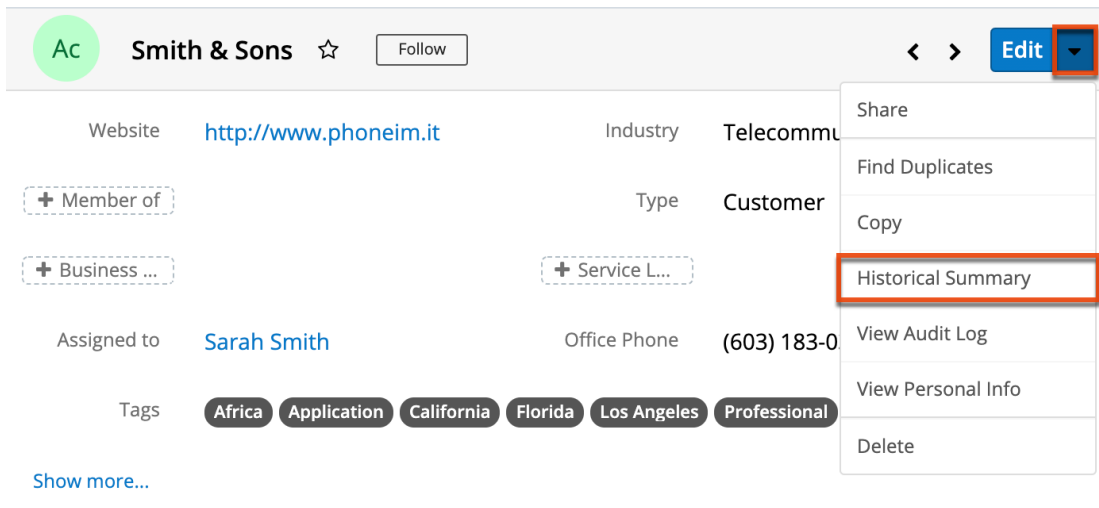 Ac Smith & Sons Follow Edit
Share
Website http://www.phoneim.it Industry Telecommu
Find Duplicates
+ Member of Type Customer
Copy
+ Business ... + Service L...
Historical Summary
Assigned to Sarah Smith Office Phone (603) 183-0
View Audit Log
View Personal Info
Tags Africa Application California Florida Los Angeles Professional
Delete
Show more...